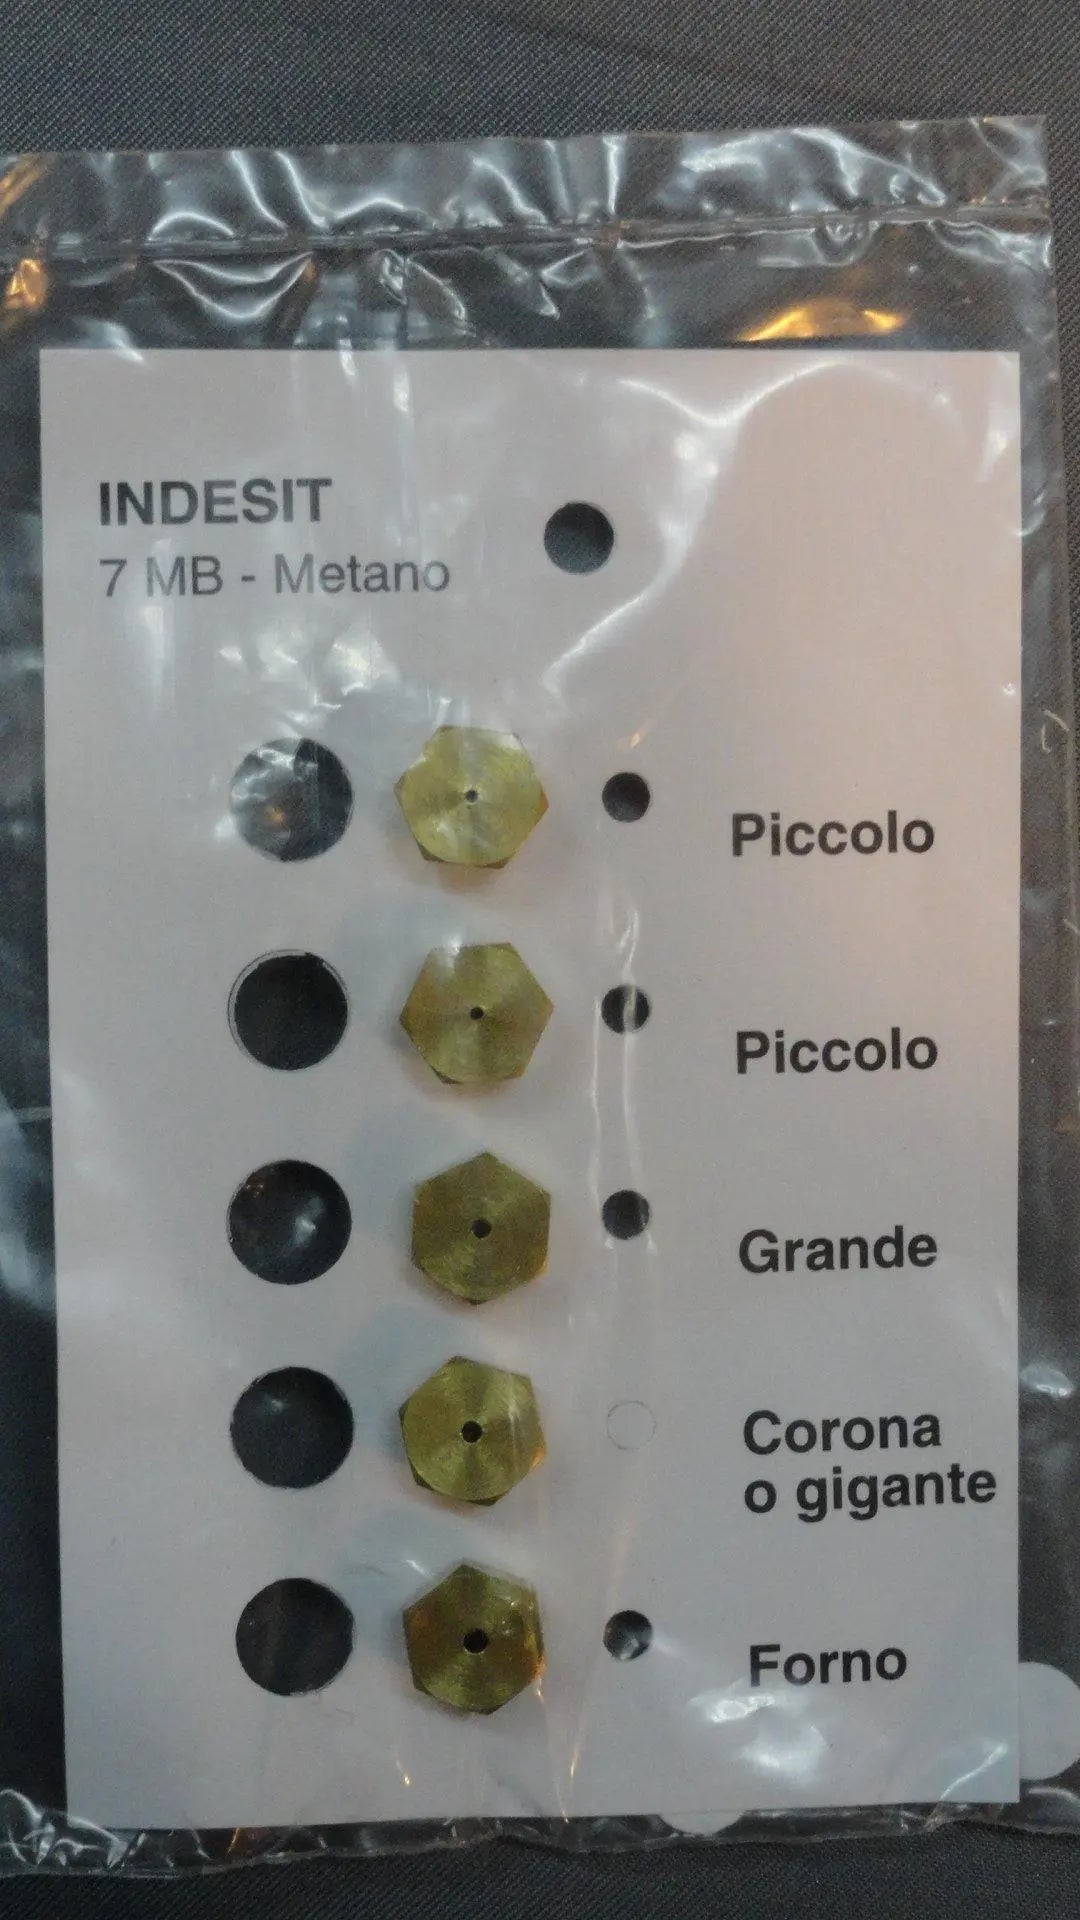 INDESIT
7 MB - Metano
Piccolo
Piccolo
Grande
Corona
o gigante
Forno